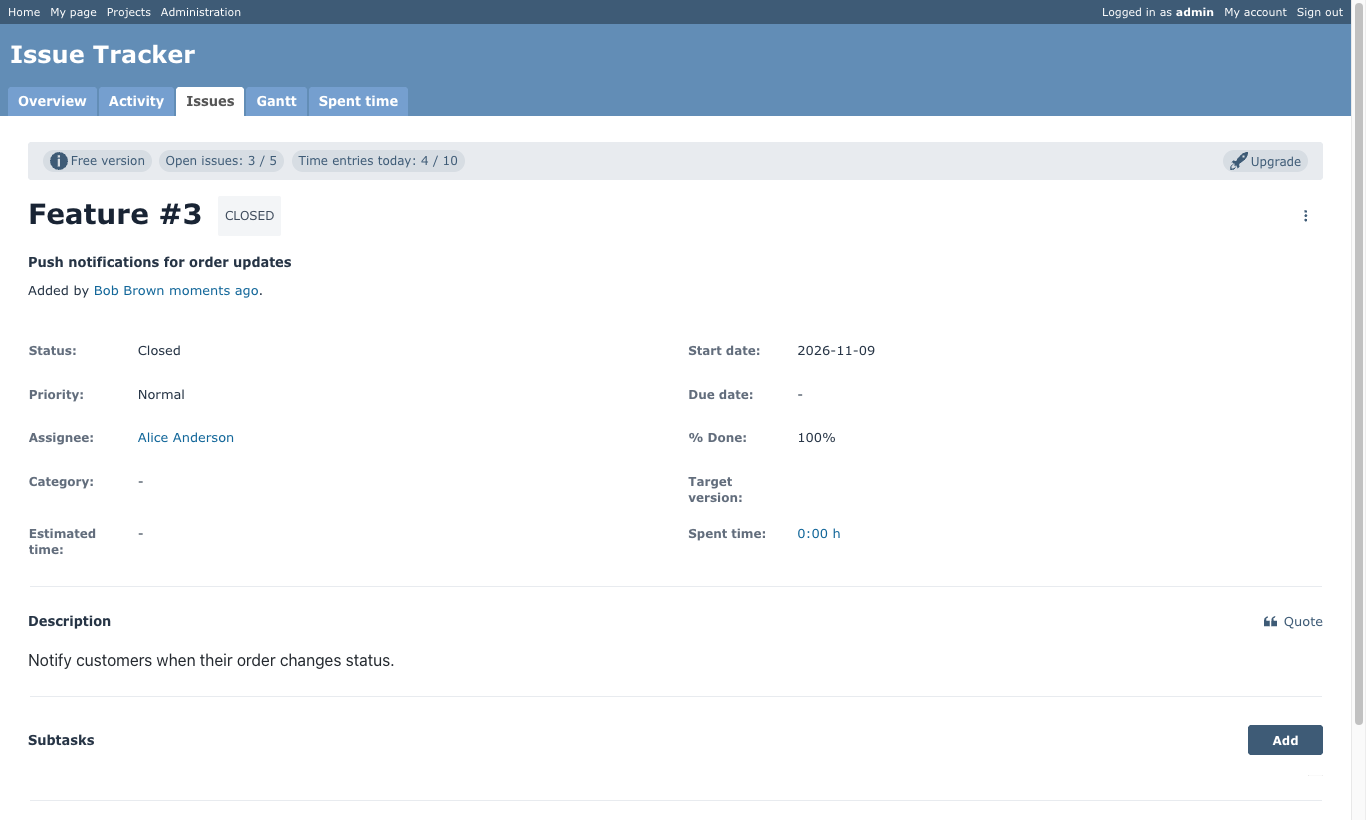 Home My page Projects Administration Logged in as admin My account Sign out
Issue Tracker
Overview Activity Issues Gantt Spent time
Free version Open issues: 3 / 5 Time entries today: 4 / 10 Upgrade
Feature #3 CLOSED
Push notifications for order updates
Added by Bob Brown moments ago.
Status: Closed Start date: 2026-11-09
Priority: Normal Due date: -
Assignee: Alice Anderson % Done: 100%
Category: - Target version:
Estimated time: - Spent time: 0:00 h
Description Quote
Notify customers when their order changes status.
Subtasks Add